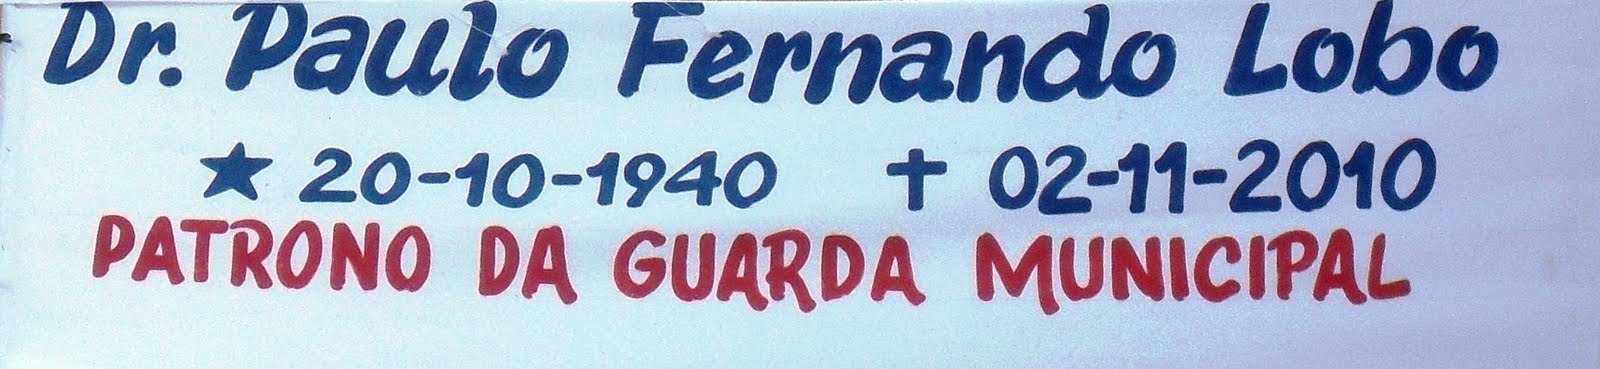 Dr. Paulo Fernando Lobo
★ 20-10-1940 ✝ 02-11-2010
PATRONO DA GUARDA MUNICIPAL